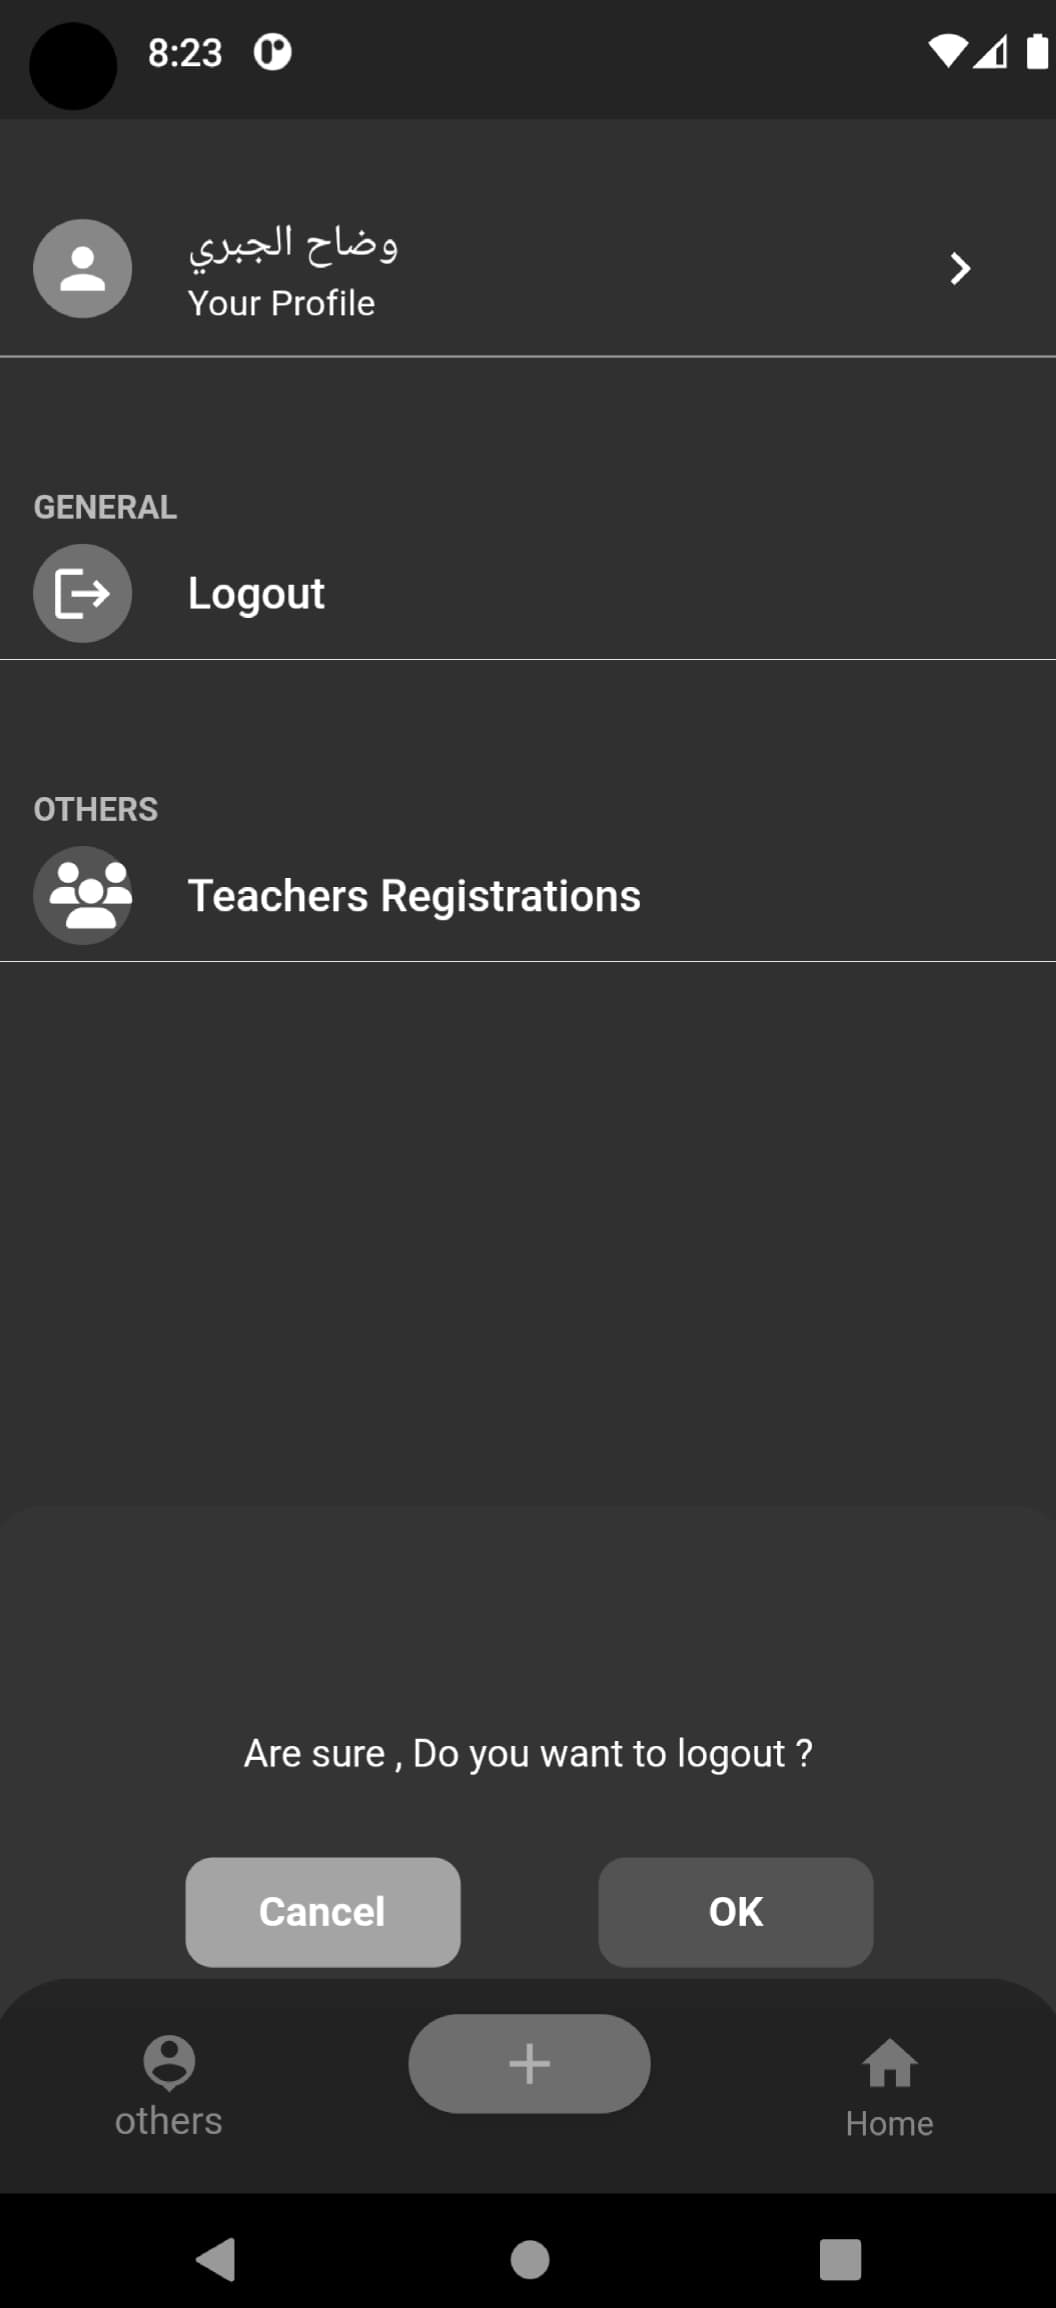 8:23
وضاح الجبري
Your Profile
GENERAL
Logout
OTHERS
Teachers Registrations
Are sure , Do you want to logout ?
Cancel
OK
others
Home